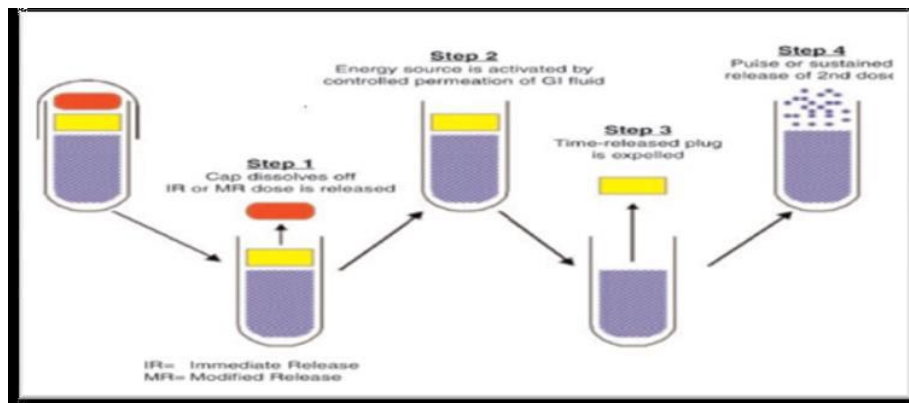 Step 1
Cap dissolves off
IR or MR dose is released
Step 2
Energy source is activated by
controlled permeation of GI fluid
Step 3
Time-released plug
is expelled
Step 4
Pulse or sustained
release of 2nd dose
IR= Immediate Release
MR= Modified Release